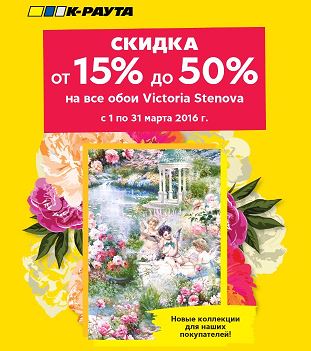 К-РАУТА
СКИДКА
ОТ 15% ДО 50%
на все обои Victoria Stenova
с 1 по 31 марта 2016 г.
Новые коллекции
для наших
покупателей!